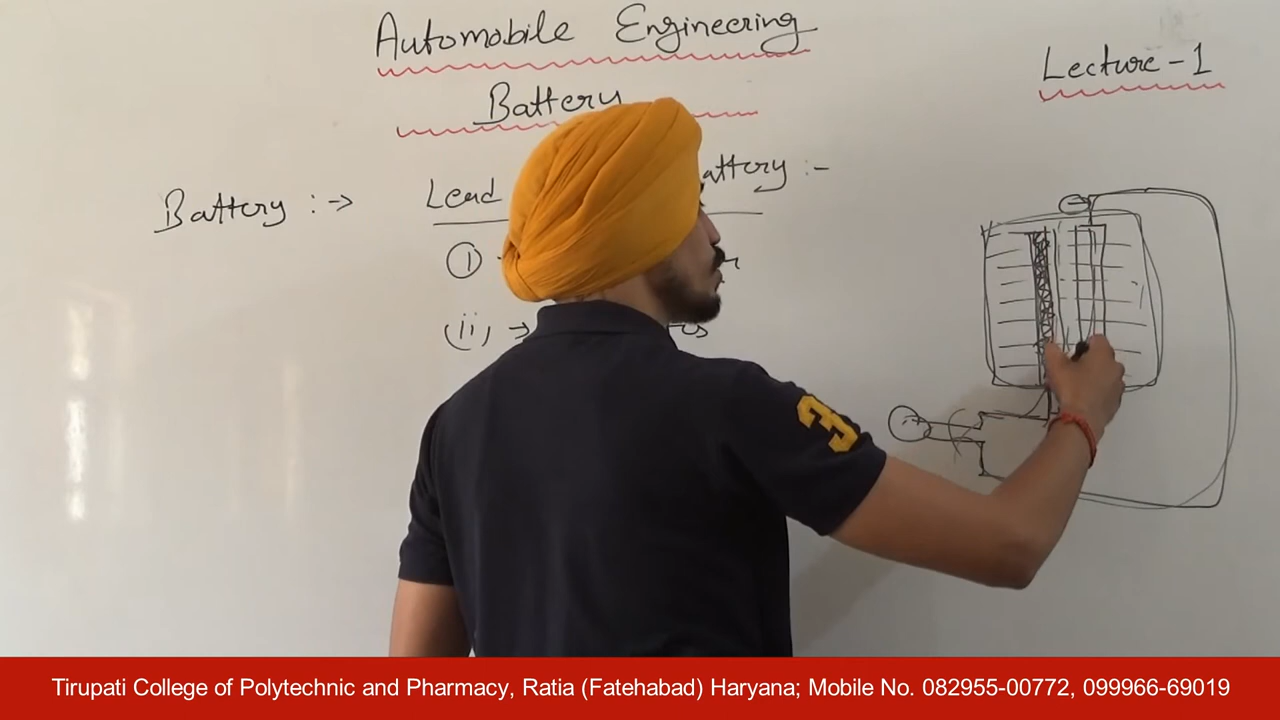 Automobile Engineering
Lecture-1
Battery
Battery :→ Lead attery :-
(i)
(ii) →
3
Tirupati College of Polytechnic and Pharmacy, Ratia (Fatehabad) Haryana; Mobile No. 082955-00772, 099966-69019